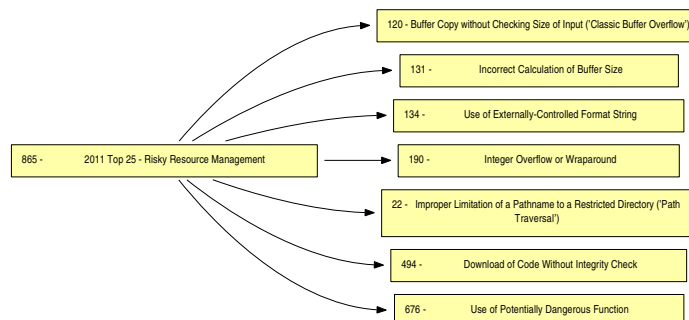 120 - Buffer Copy without Checking Size of Input ('Classic Buffer Overflow')
131 - Incorrect Calculation of Buffer Size
134 - Use of Externally-Controlled Format String
865 - 2011 Top 25 - Risky Resource Management
190 - Integer Overflow or Wraparound
22 - Improper Limitation of a Pathname to a Restricted Directory ('Path
Traversal')
494 - Download of Code Without Integrity Check
676 - Use of Potentially Dangerous Function